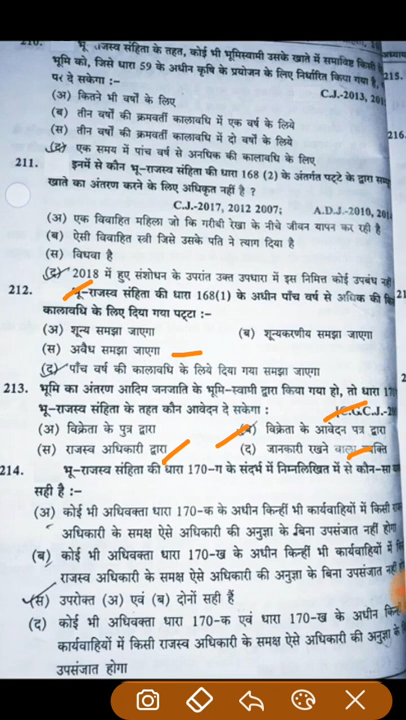 210. भू-राजस्व संहिता के तहत, कोई भी भूमिस्वामी उसके खाते में समाविष्ट किसी
भूमि को, जिसे धारा 59 के अधीन कृषि के प्रयोजन के लिए निर्धारित किया गया है,
पर दे सकेगा :–
C.J.-2013,
(अ) कितने भी वर्षों के लिए
(ब) तीन वर्षों की क्रमवर्ती कालावधि में एक वर्ष के लिये
(स) तीन वर्षों की क्रमवर्ती कालावधि में दो वर्षों के लिये
(द) एक समय में पांच वर्ष से अनधिक की कालावधि के लिए
211. इनमें से कौन भू–राजस्व संहिता की धारा 168 (2) के अंतर्गत पट्टे के द्वारा
खाते का अंतरण करने के लिए अधिकृत नहीं है ?
C.J.-2017, 2012 2007; A.D.J.-2010,
(अ) एक विवाहित महिला जो कि गरीबी रेखा के नीचे जीवन यापन कर रही है
(ब) ऐसी विवाहित स्त्री जिसे उसके पति ने त्याग दिया है
(स) विधवा है
(द) 2018 में हुए संशोधन के उपरांत उक्त उपधारा में इस निमित्त कोई उपबंध
212. भू–राजस्व संहिता की धारा 168(1) के अधीन पाँच वर्ष से अधिक की
कालावधि के लिए दिया गया पट्टा :–
(अ) शून्य समझा जाएगा (ब) शून्यकरणीय समझा जाएगा
(स) अवैध समझा जाएगा
(द) पाँच वर्ष की कालावधि के लिये दिया गया समझा जाएगा
213. भूमि का अंतरण आदिम जनजाति के भूमि–स्वामी द्वारा किया गया हो, तो धारा
भू–राजस्व संहिता के तहत कौन आवेदन दे सकेगा : (C.G.C.J.-
(अ) विक्रेता के पुत्र द्वारा (ब) विक्रेता के आवेदन पत्र द्वारा
(स) राजस्व अधिकारी द्वारा (द) जानकारी रखने वाला व्यक्ति
214. भू–राजस्व संहिता की धारा 170–ग के संदर्भ में निम्नलिखित में से कौन–सा
सही है :–
(अ) कोई भी अधिवक्ता धारा 170–क के अधीन किन्हीं भी कार्यवाहियों में किसी
अधिकारी के समक्ष ऐसे अधिकारी की अनुज्ञा के बिना उपसंजात नहीं होगा
(ब) कोई भी अधिवक्ता धारा 170–ख के अधीन किन्हीं भी कार्यवाहियों में
राजस्व अधिकारी के समक्ष ऐसे अधिकारी की अनुज्ञा के बिना उपसंजात नहीं
(स) उपरोक्त (अ) एवं (ब) दोनों सही हैं
(द) कोई भी अधिवक्ता धारा 170–क एवं धारा 170–ख के अधीन
कार्यवाहियों में किसी राजस्व अधिकारी के समक्ष ऐसे अधिकारी की अनुज्ञा के
उपसंजात होगा
215.
216.